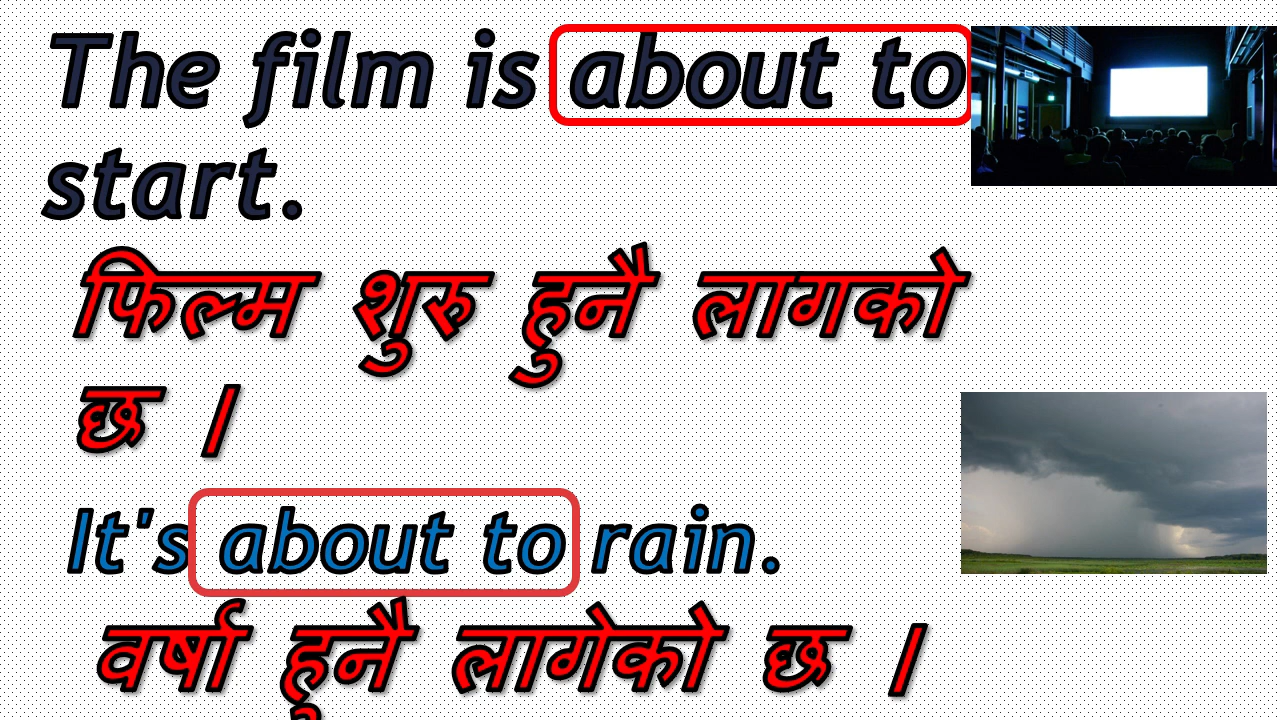 The film is about to
start.
फिल्म शुरु हुनै लागको
छ ।
It's about to rain.
वर्षा हुनै लागेको छ ।